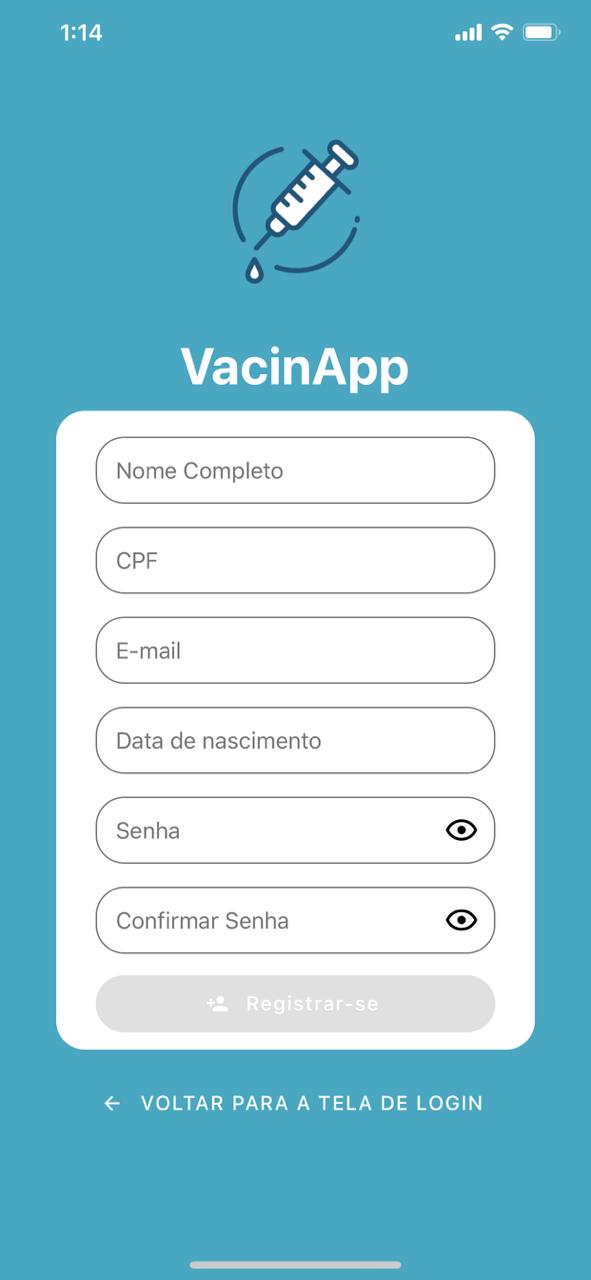 1:14
VacinApp
Nome Completo
CPF
E-mail
Data de nascimento
Senha
Confirmar Senha
Registrar-se
VOLTAR PARA A TELA DE LOGIN